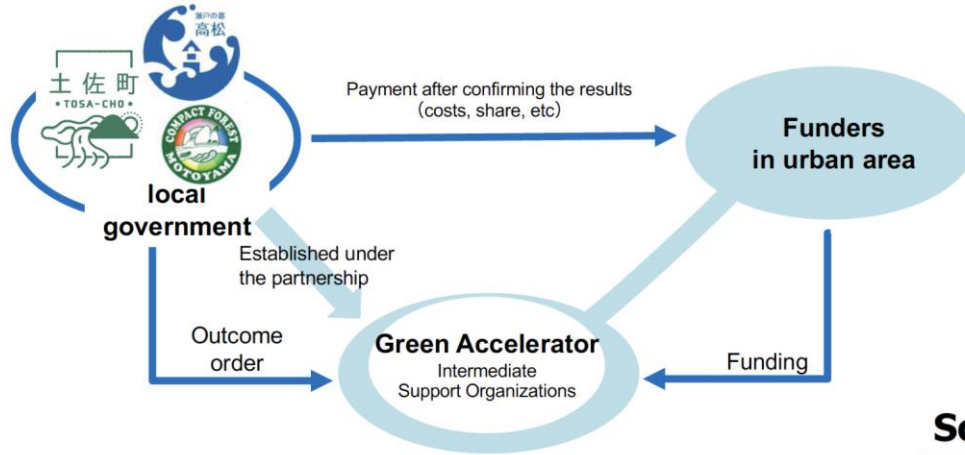 瀬戸の都
高松
土佐町
• TOSA-CHO •
COMPACT FOREST
MOTOYAMA
local
government
Payment after confirming the results
(costs, share, etc)
Funders
in urban area
Established under
the partnership
Outcome
order
Green Accelerator
Intermediate
Support Organizations
Funding